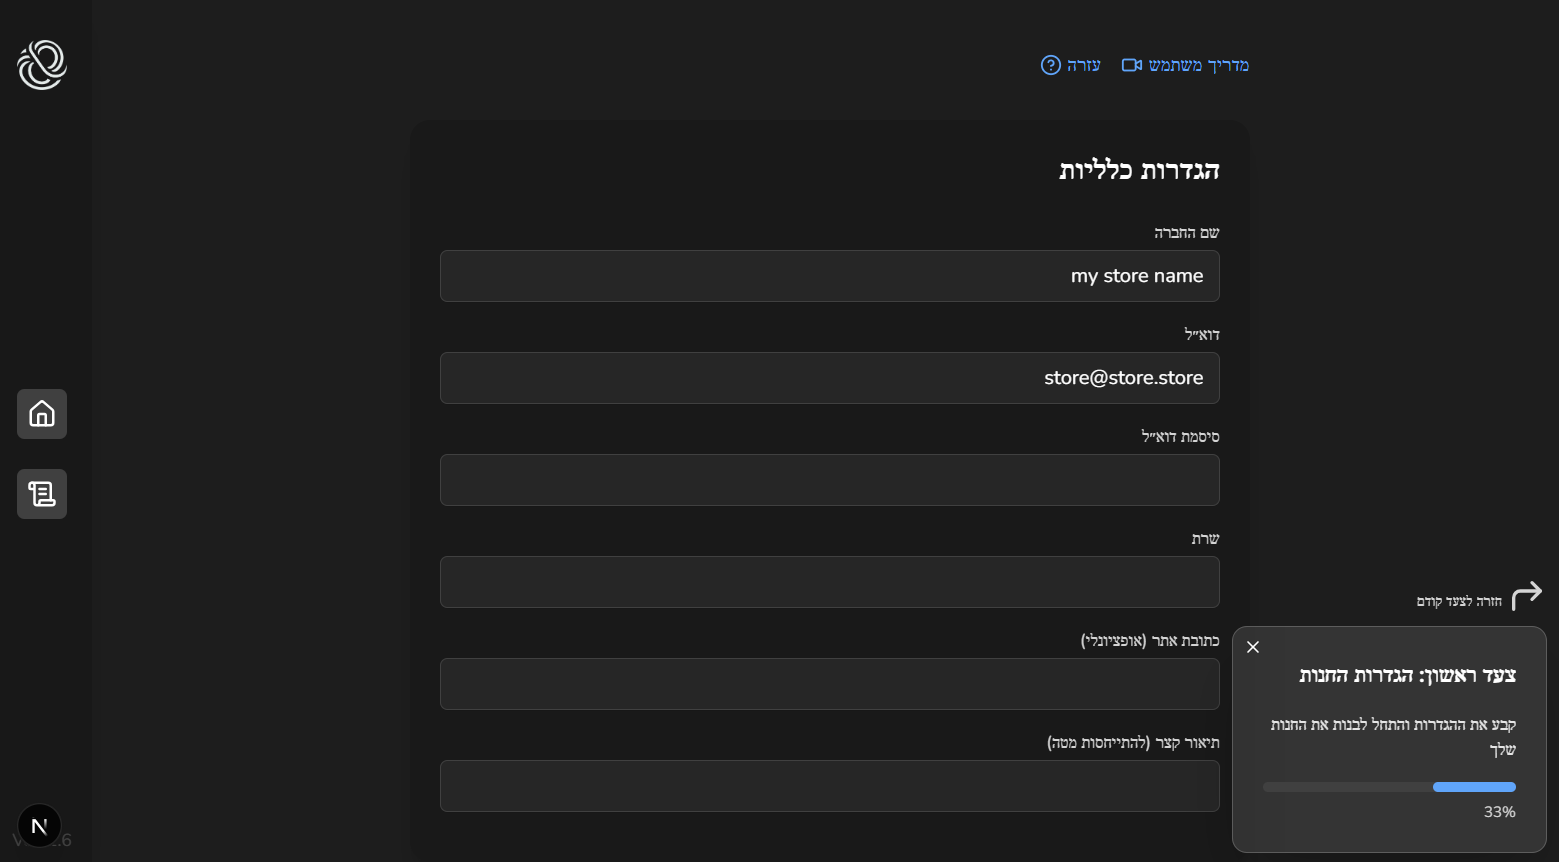 מדריך משתמש
עזרה
הגדרות כלליות
שם החברה
my store name
דוא״ל
store@store.store
סיסמת דוא״ל
שרת
כתובת אתר (אופציונלי)
תיאור קצר (להתייחסות מטה)
חזרה לצעד קודם
צעד ראשון: הגדרות החנות
קבע את ההגדרות והתחל לבנות את החנות
שלך
33%
N